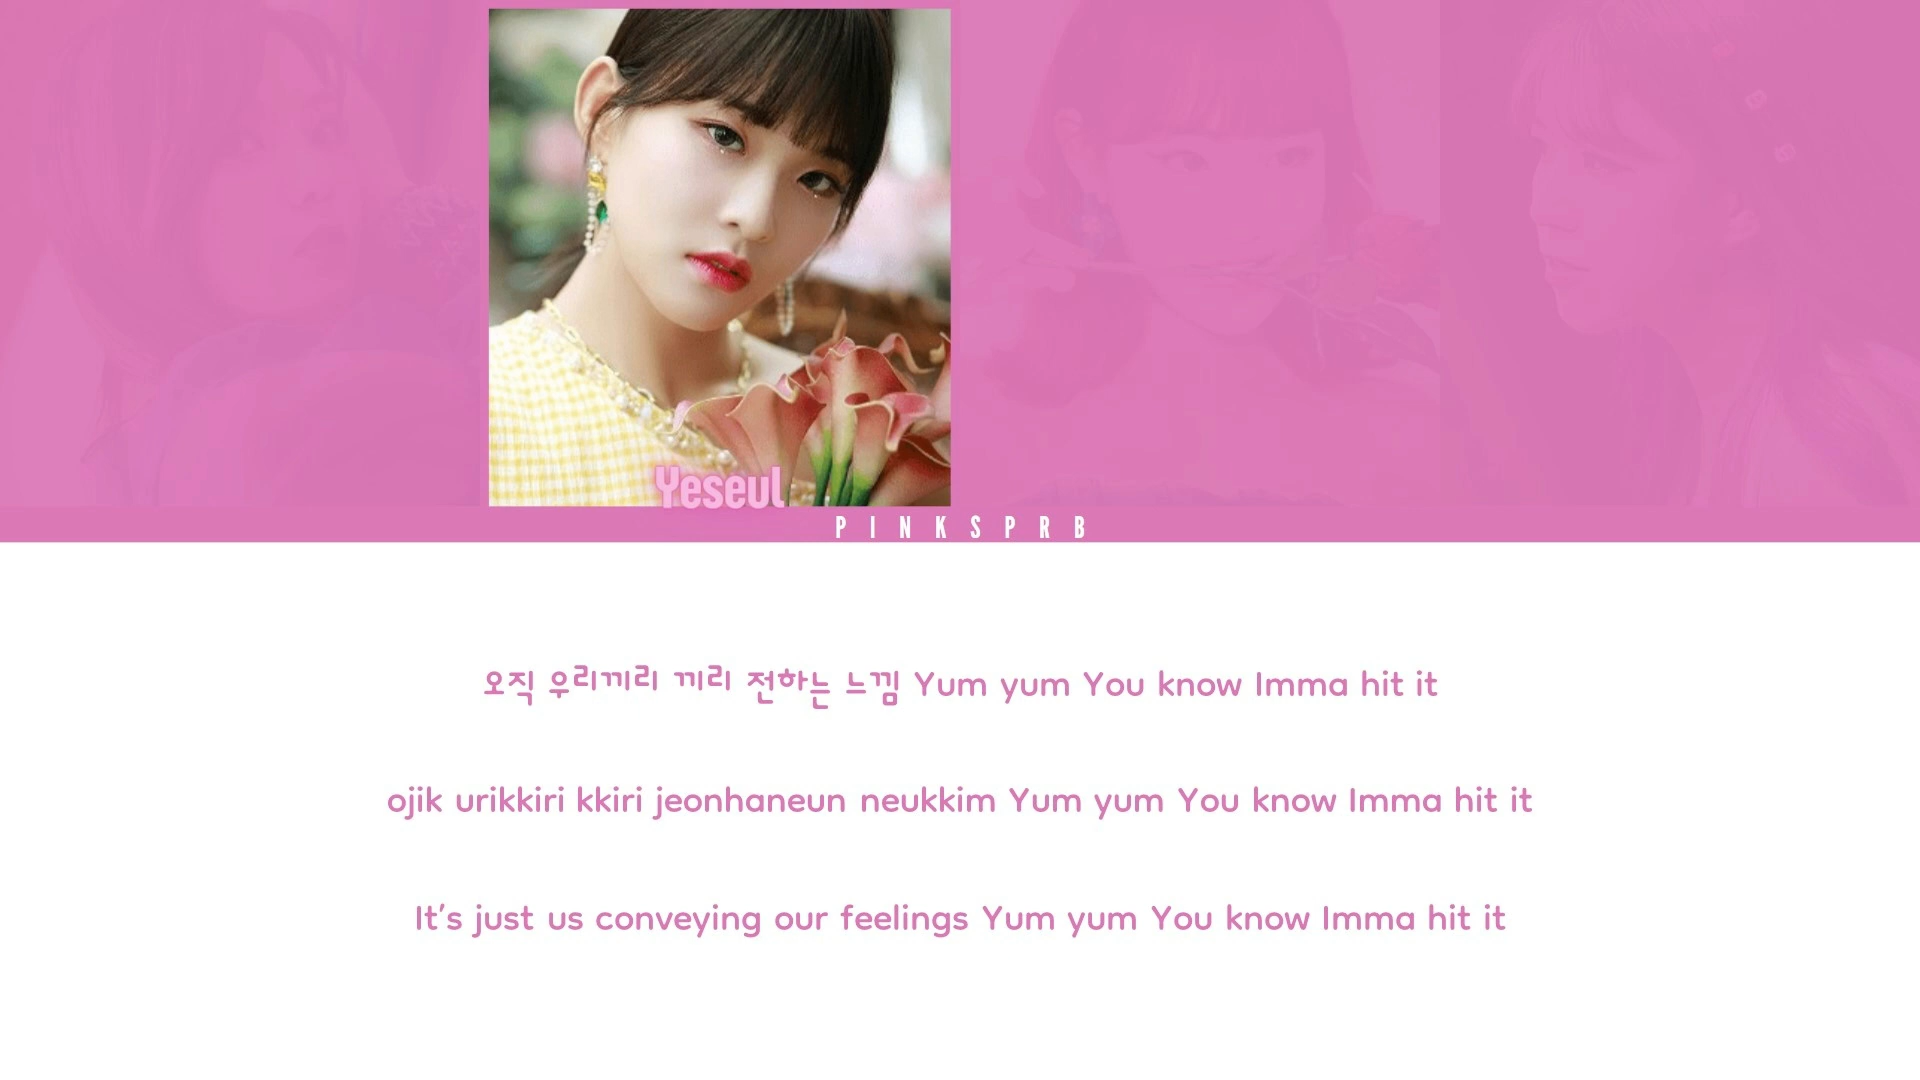 Yeseul
PINKSPRB
오직 우리끼리 끼리 전하는 느낌 Yum yum You know Imma hit it
ojik urikkiri kkiri jeonhaneun neukkim Yum yum You know Imma hit it
It's just us conveying our feelings Yum yum You know Imma hit it